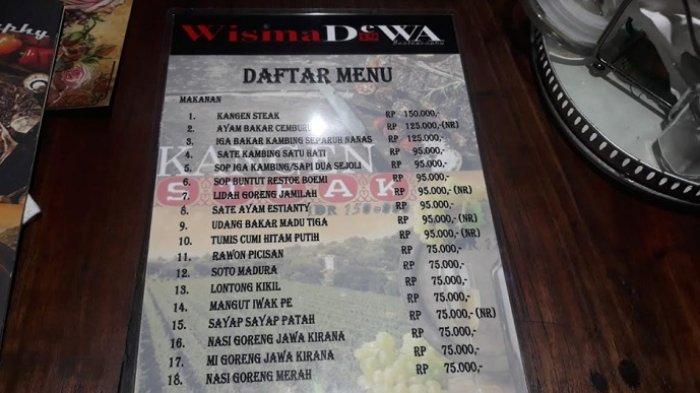 WismaDeWA
DAFTAR MENU
MAKANAN
1. KANGEN STEAK RP 150.000,-
2. AYAM BAKAR CEMBURU RP 125.000,-(NR)
3. IGA BAKAR KAMBING SEPARUH NANAS RP 125.000,-
4. SATE KAMBING SATU HATI RP 95.000,-
5. SOP IGA KAMBING/SAPI DUA SEJOLI RP 95.000,-
6. SOP BUNTUT RESTOE BOEMI RP 95.000,-
7. LIDAH GORENG JAMILAH RP 95.000,-(NR)
8. SATE AYAM ESTIANTY RP 95.000,-
9. UDANG BAKAR MADU TIGA RP 95.000,-(NR)
10. TUMIS CUMI HITAM PUTIH RP 95.000,-
11. RAWON PICISAN RP 75.000,-
12. SOTO MADURA RP 75.000,-
13. LONTONG KIKIL RP 75.000,-
14. MANGUT IWAK PE RP 75.000,-
15. SAYAP SAYAP PATAH RP 75.000,-(NR)
16. NASI GORENG JAWA KIRANA RP 75.000,-
17. MI GORENG JAWA KIRANA RP 75.000,-
18. NASI GORENG MERAH RP 75.000,-